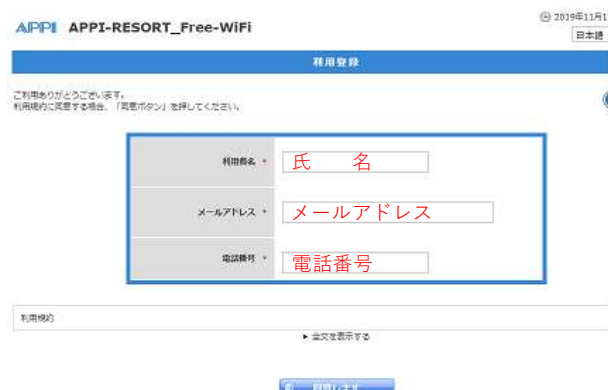 APPI APPI-RESORT_Free-WiFi
2019年11月1
日本語
利用登録
ご利用ありがとうございます。
利用規約に同意する場合、「同意ボタン」を押してください。
利用者名 * 氏 名
メールアドレス * メールアドレス
電話番号 * 電話番号
利用規約
▶ 全文を表示する
同意します